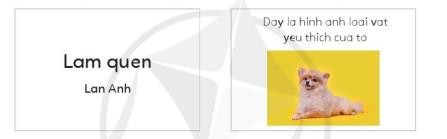 Lam quen
Lan Anh
Day la hinh anh loai vat
yeu thich cua to